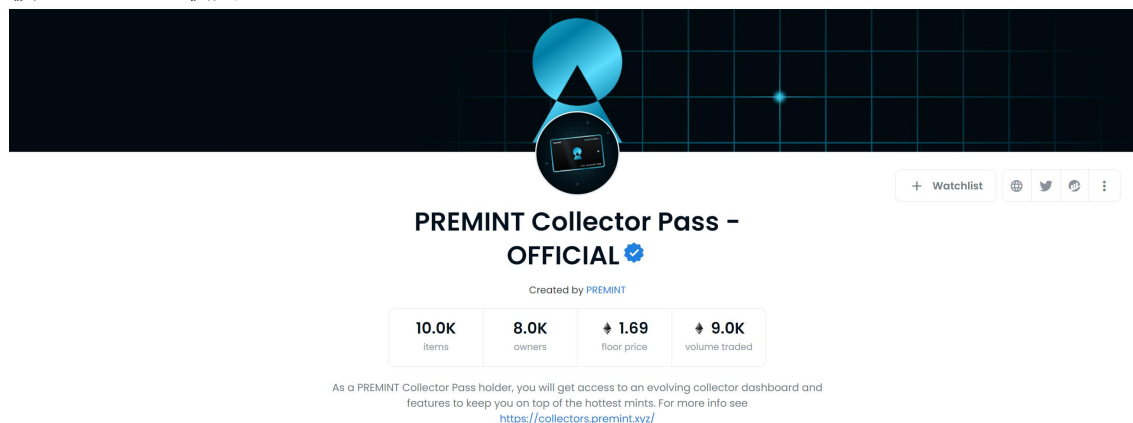 + Watchlist
PREMINT Collector Pass -
OFFICIAL
Created by PREMINT
10.0K
items
8.0K
owners
1.69
floor price
9.0K
volume traded
As a PREMINT Collector Pass holder, you will get access to an evolving collector dashboard and
features to keep you on top of the hottest mints. For more info see
https://collectors.premint.xyz/